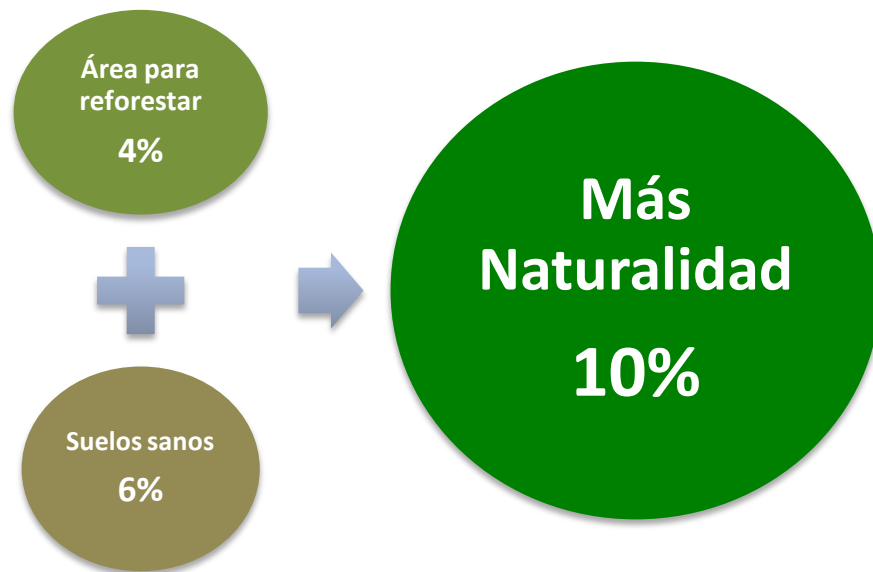 Área para
reforestar
4%
Suelos sanos
6%
Más
Naturalidad
10%